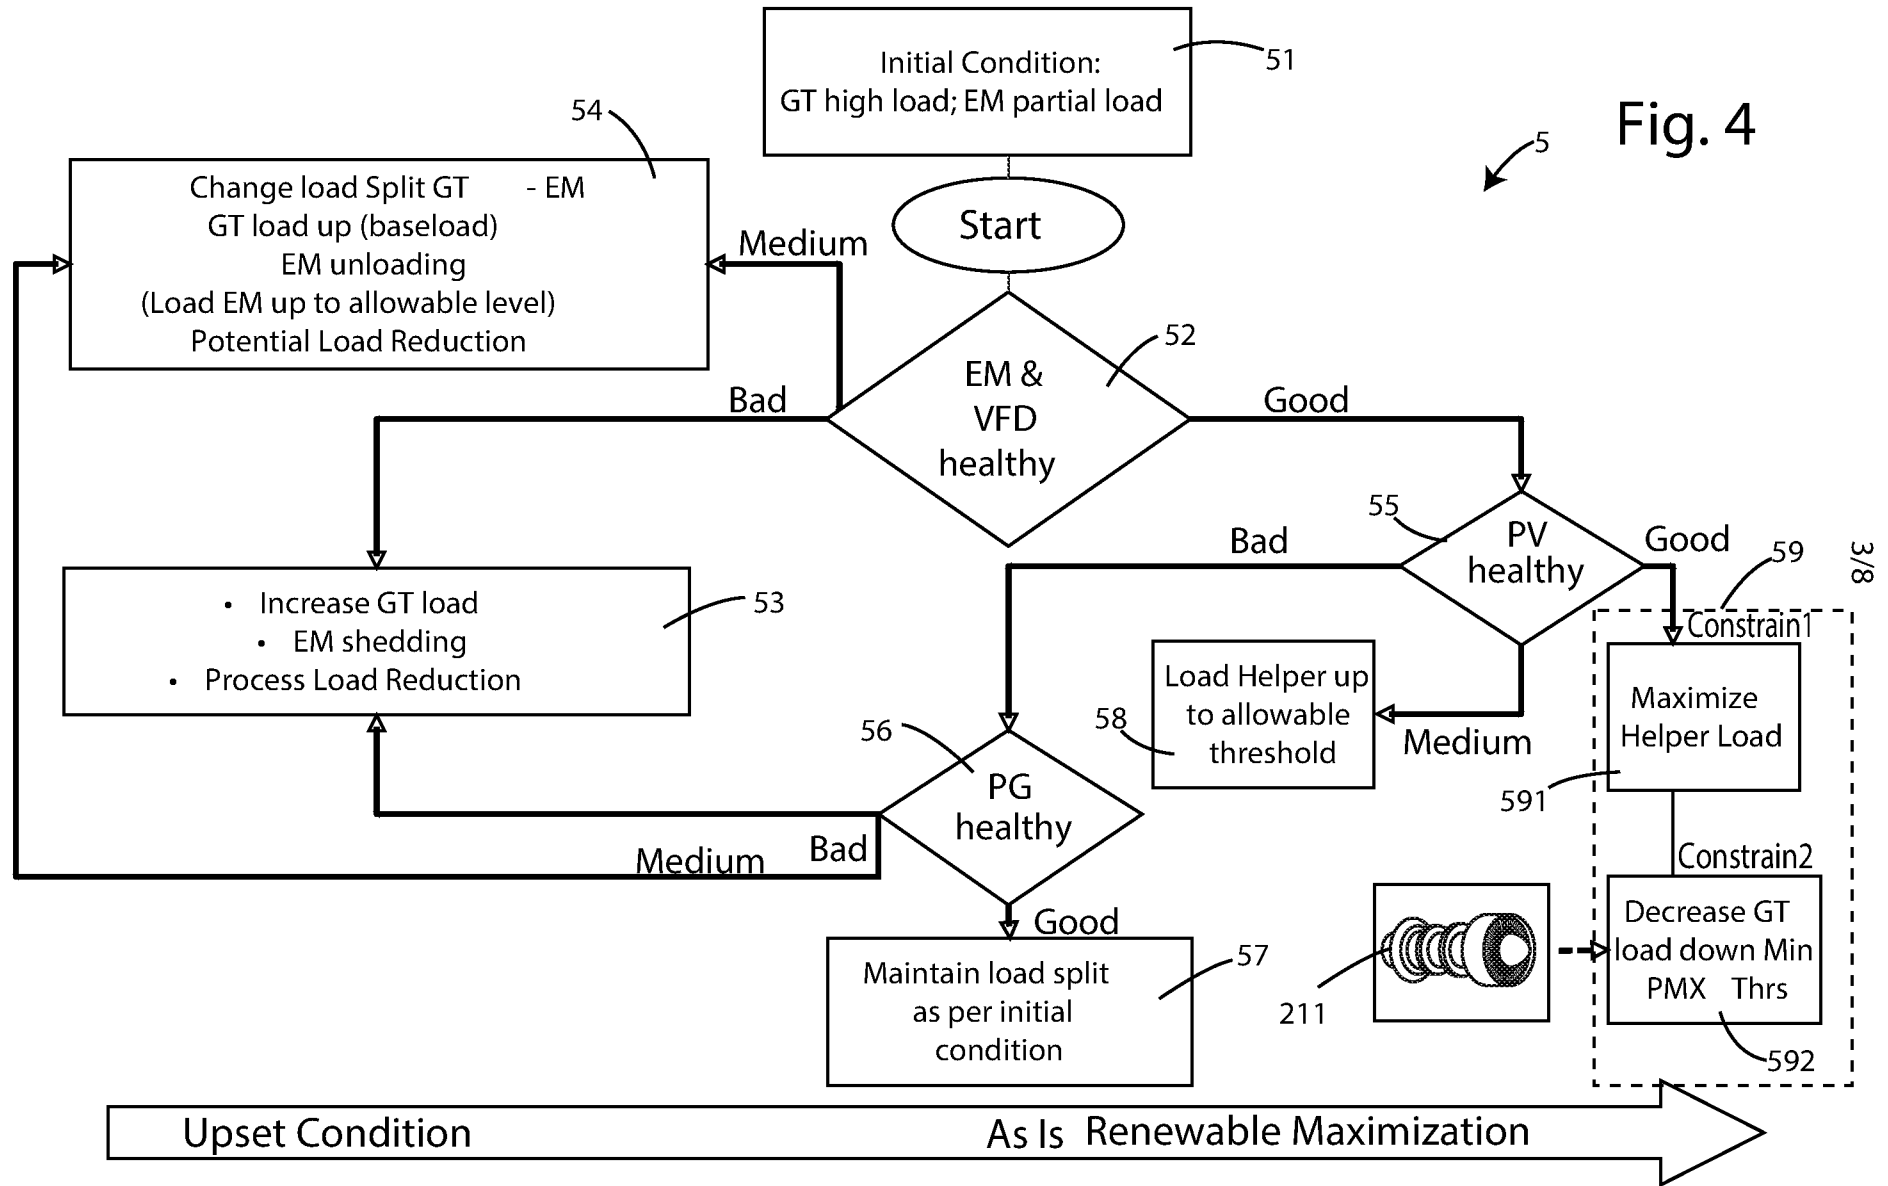 Initial Condition:
GT high load; EM partial load
51
Fig. 4
5
54
Change load Split GT - EM
GT load up (baseload)
EM unloading
(Load EM up to allowable level)
Potential Load Reduction
Start
Medium
52
EM &
VFD
healthy
Bad
Good
55
PV
healthy
Bad
Good
59
3/8
• Increase GT load
• EM shedding
• Process Load Reduction
53
Constrain1
Load Helper up
to allowable
threshold
58
Medium
Maximize
Helper Load
591
56
PG
healthy
Bad
Medium
Good
Constrain2
Decrease GT
load down Min
PMX Thrs
592
211
Maintain load split
as per initial
condition
57
Upset Condition
As Is
Renewable Maximization